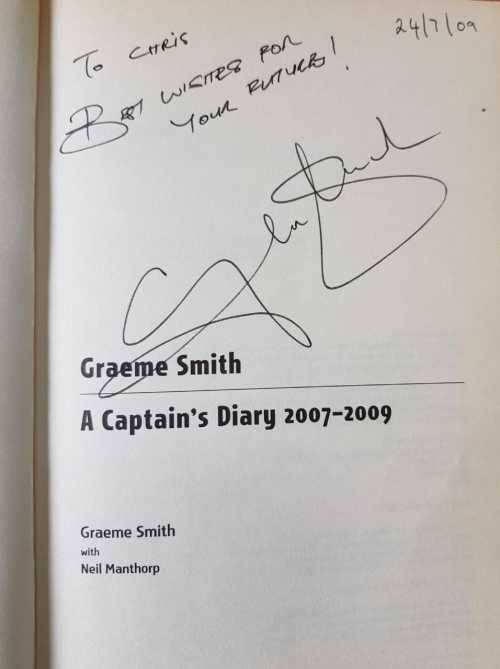 24/7/09
To CHRIS
BEST WISHES FOR
YOUR FUTURE!
Graeme Smith
A Captain's Diary 2007–2009
Graeme Smith
with
Neil Manthorp